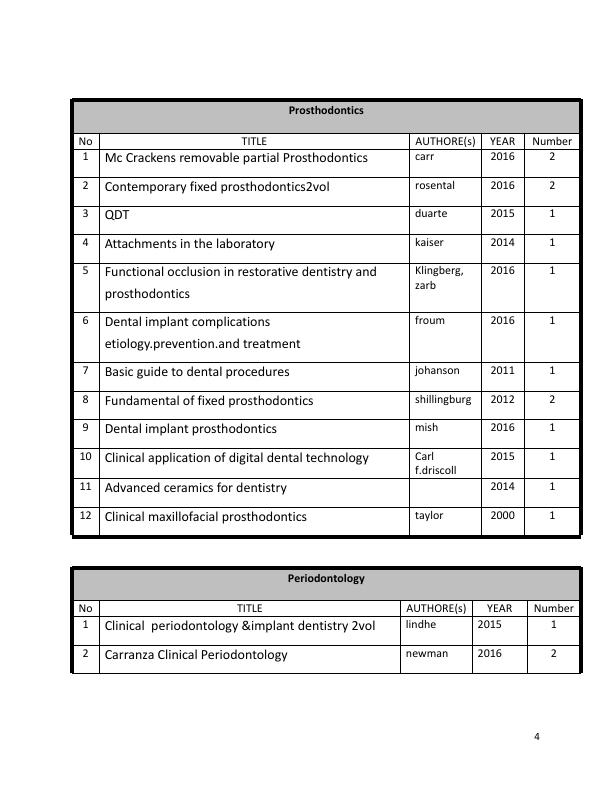 Prosthodontics
No TITLE AUTHORE(s) YEAR Number
1 Mc Crackens removable partial Prosthodontics carr 2016 2
2 Contemporary fixed prosthodontics2vol rosental 2016 2
3 QDT duarte 2015 1
4 Attachments in the laboratory kaiser 2014 1
5 Functional occlusion in restorative dentistry and Klingberg, 2016 1
prosthodontics zarb
6 Dental implant complications froum 2016 1
etiology.prevention.and treatment
7 Basic guide to dental procedures johanson 2011 1
8 Fundamental of fixed prosthodontics shillingburg 2012 2
9 Dental implant prosthodontics mish 2016 1
10 Clinical application of digital dental technology Carl 2015 1
f.driscoll
11 Advanced ceramics for dentistry 2014 1
12 Clinical maxillofacial prosthodontics taylor 2000 1
Periodontology
No TITLE AUTHORE(s) YEAR Number
1 Clinical periodontology &implant dentistry 2vol lindhe 2015 1
2 Carranza Clinical Periodontology newman 2016 2
4